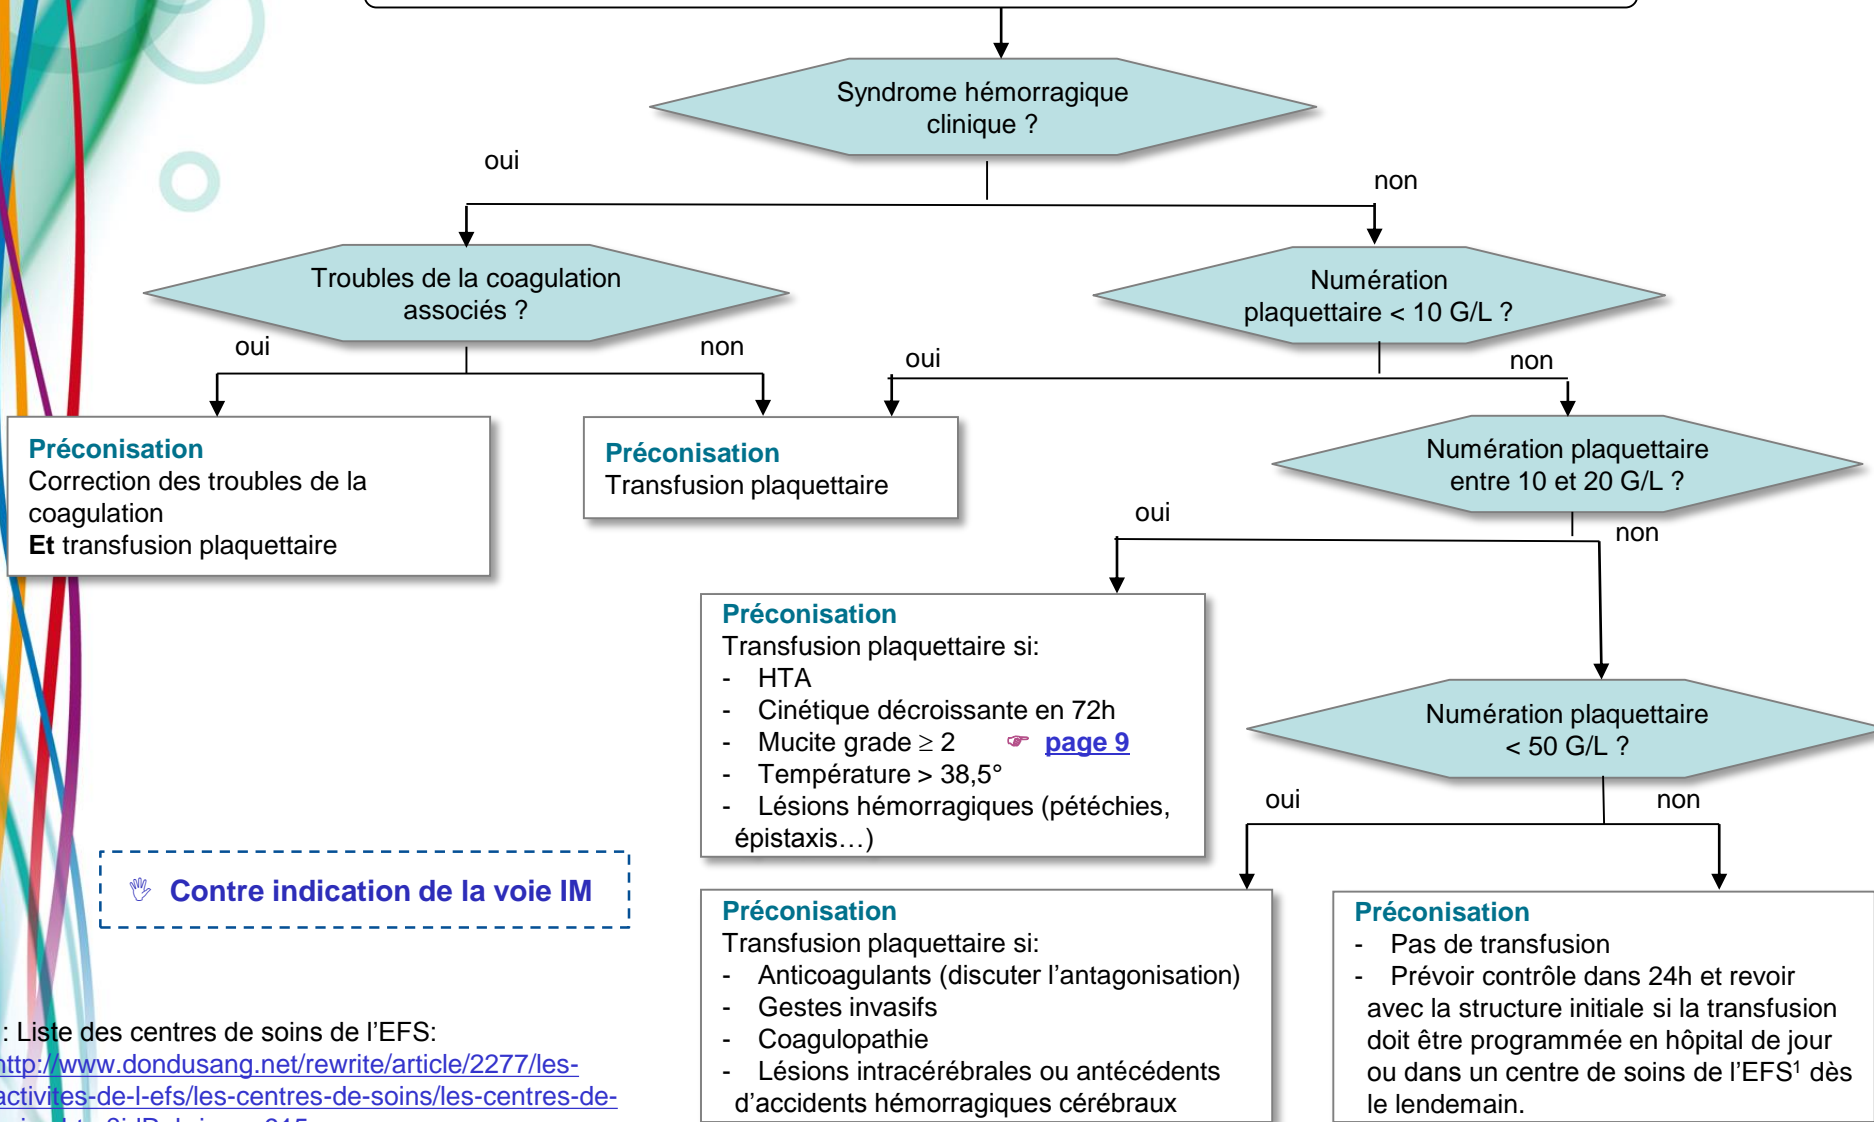 Syndrome hémorragique
clinique ?
oui
non
Troubles de la coagulation
associés ?
Numération
plaquettaire < 10 G/L ?
oui
non
oui
non
Préconisation
Correction des troubles de la
coagulation
Et transfusion plaquettaire
Préconisation
Transfusion plaquettaire
Numération plaquettaire
entre 10 et 20 G/L ?
oui
non
Préconisation
Transfusion plaquettaire si:
- HTA
- Cinétique décroissante en 72h
- Mucite grade ≥ 2 ☞ page 9
- Température > 38,5°
- Lésions hémorragiques (pétéchies,
épistaxis…)
Numération plaquettaire
< 50 G/L ?
oui
non
Contre indication de la voie IM
Préconisation
Transfusion plaquettaire si:
- Anticoagulants (discuter l’antagonisation)
- Gestes invasifs
- Coagulopathie
- Lésions intracérébrales ou antécédents
d’accidents hémorragiques cérébraux
Préconisation
- Pas de transfusion
- Prévoir contrôle dans 24h et revoir
avec la structure initiale si la transfusion
doit être programmée en hôpital de jour
ou dans un centre de soins de l’EFS¹ dès
le lendemain.
: Liste des centres de soins de l’EFS:
http://www.dondusang.net/rewrite/article/2277/les-
activites-de-l-efs/les-centres-de-soins/les-centres-de-